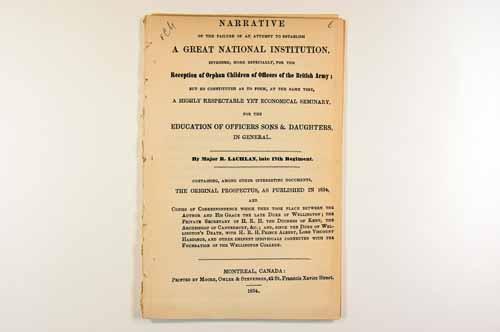 NARRATIVE
OF THE FAILURE OF AN ATTEMPT TO ESTABLISH
A GREAT NATIONAL INSTITUTION,
INTENDED, MORE ESPECIALLY, FOR THE
Reception of Orphan Children of Officers of the British Army;
BUT SO CONSTITUTED AS TO FORM, AT THE SAME TIME,
A HIGHLY RESPECTABLE YET ECONOMICAL SEMINARY,
FOR THE
EDUCATION OF OFFICERS SONS & DAUGHTERS,
IN GENERAL.
By Major R. LACHLAN, late 17th Regiment.
CONTAINING, AMONG OTHER INTERESTING DOCUMENTS,
THE ORIGINAL PROSPECTUS, AS PUBLISHED IN 1834,
AND
COPIES OF CORRESPONDENCE WHICH THEN TOOK PLACE BETWEEN THE
AUTHOR AND HIS GRACE THE LATE DUKE OF WELLINGTON; THE
PRIVATE SECRETARY OF H. R. H. THE DUCHESS OF KENT, THE
ARCHBISHOP OF CANTERBURY, &c.; AND, SINCE THE DUKE OF WEL-
LINGTON'S DEATH, WITH H. R. H. PRINCE ALBERT, LORD VISCOUNT
HARDINGE, AND OTHER EMINENT INDIVIDUALS CONNECTED WITH THE
FOUNDATION OF THE WELLINGTON COLLEGE.
MONTREAL, CANADA:
PRINTED BY MOORE, OWLER & STEVENSON, 42 St. Francois Xavier Street.
1854.